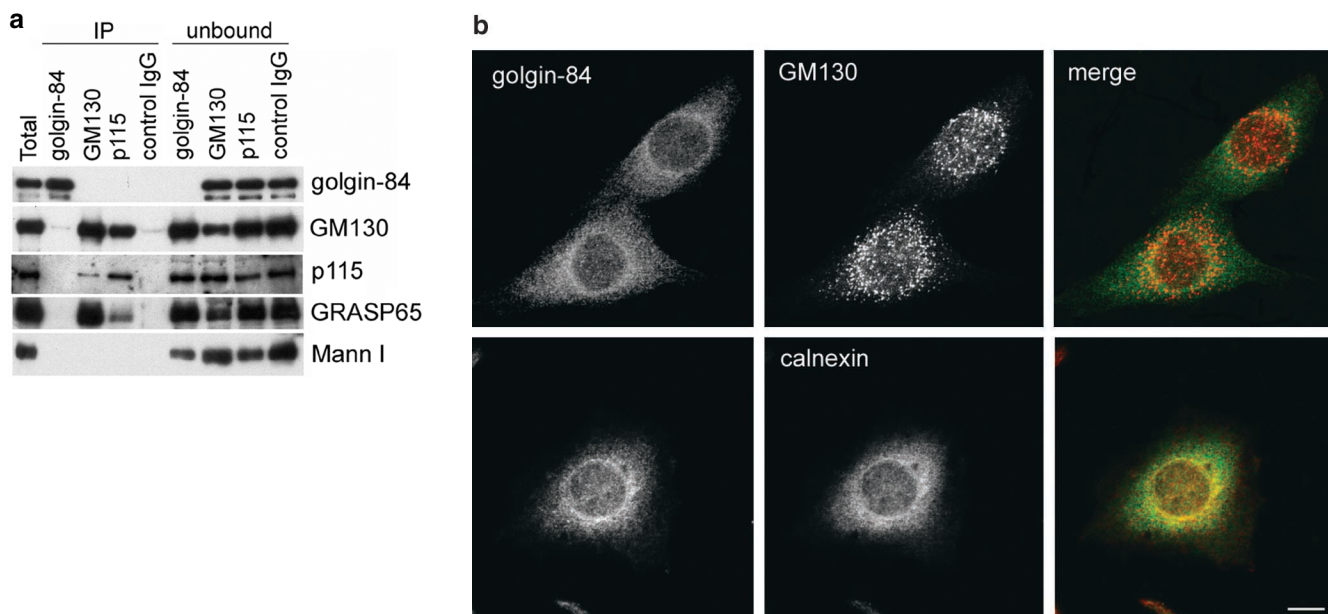 a
IP
unbound
Total
golgin-84
GM130
p115
control IgG
golgin-84
GM130
p115
control IgG
golgin-84
GM130
p115
GRASP65
Mann I
b
golgin-84
GM130
merge
calnexin